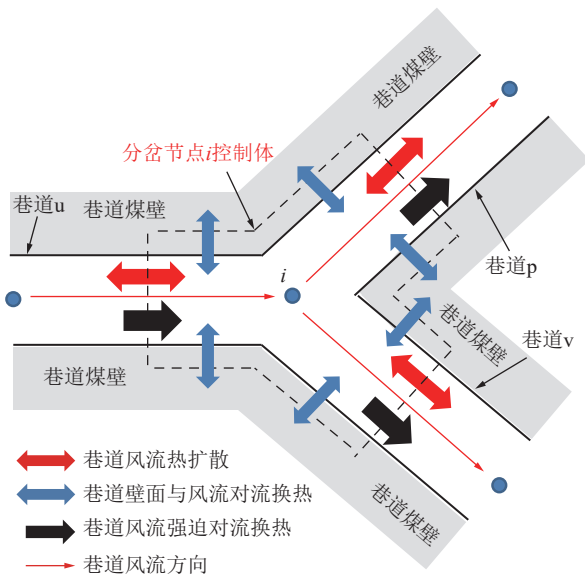 巷道煤壁
分岔节点i控制体
巷道u
巷道煤壁
i
巷道p
巷道煤壁
巷道v
巷道煤壁
巷道煤壁
巷道风流热扩散
巷道壁面与风流对流换热
巷道风流强迫对流换热
巷道风流方向